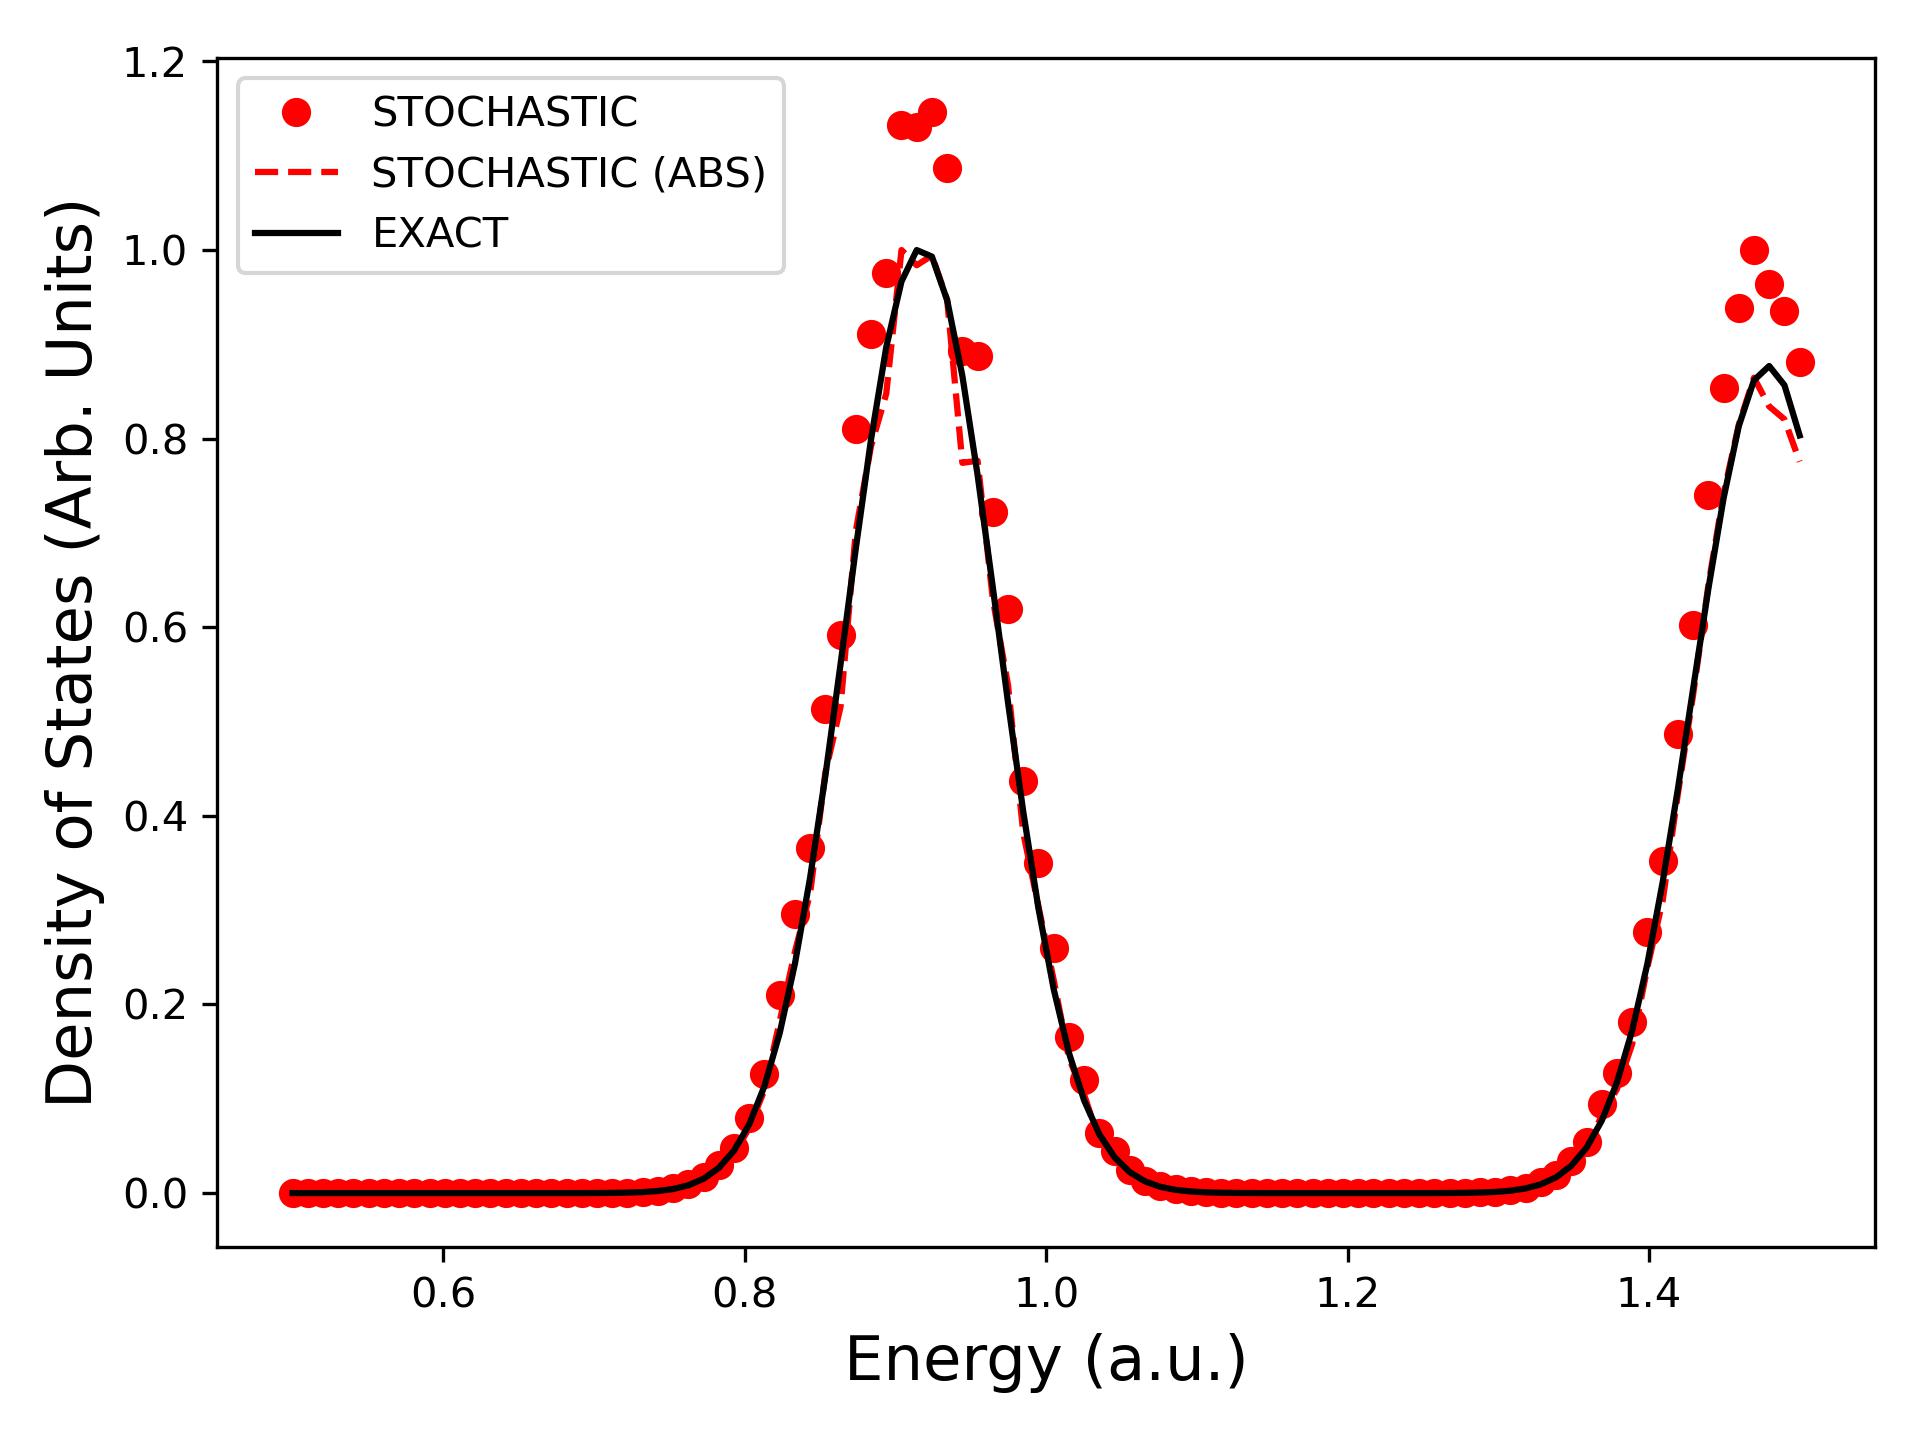 1.2
1.0
0.8
0.6
0.4
0.2
0.0
Density of States (Arb. Units)
STOCHASTIC
STOCHASTIC (ABS)
EXACT
0.6 0.8 1.0 1.2 1.4
Energy (a.u.)